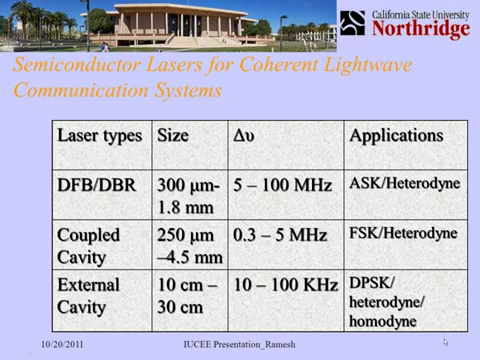 California State University
Northridge
Semiconductor Lasers for Coherent Lightwave
Communication Systems
Laser types Size Δυ Applications
DFB/DBR 300 μm- 5 – 100 MHz ASK/Heterodyne
1.8 mm
Coupled 250 μm 0.3 – 5 MHz FSK/Heterodyne
Cavity –4.5 mm
External 10 cm – 10 – 100 KHz DPSK/
Cavity 30 cm heterodyne/
homodyne
10/20/2011 IUCEE Presentation_Ramesh